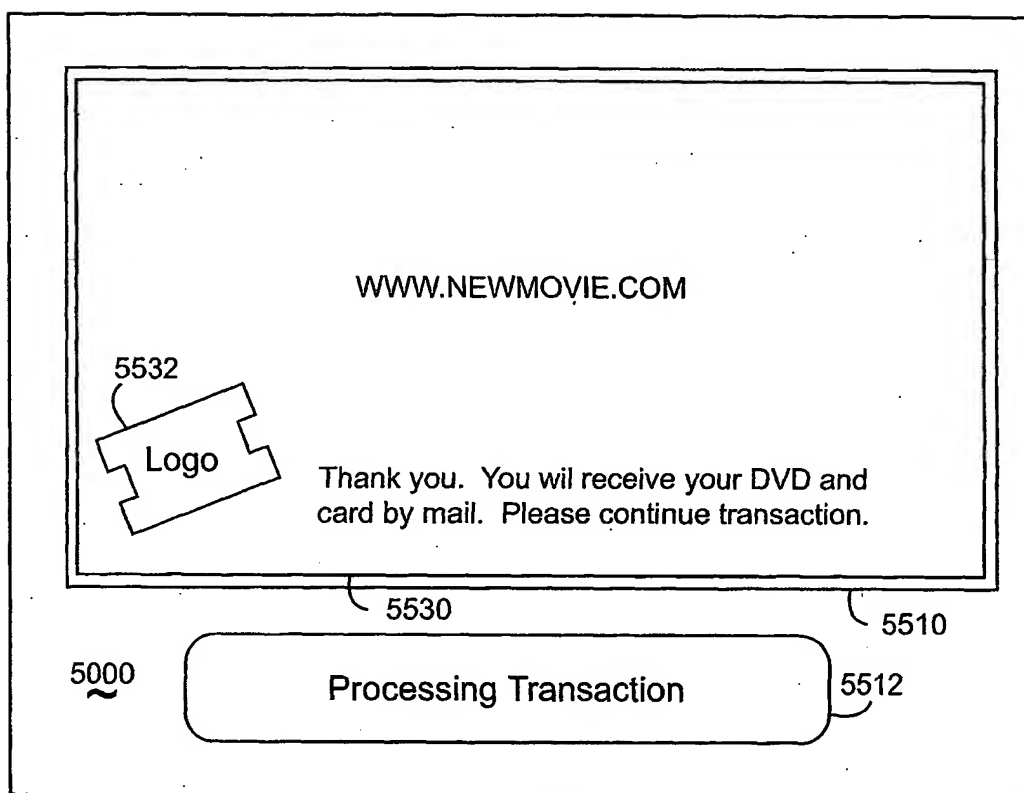 WWW.NEWMOVIE.COM
5532
Logo
Thank you. You wil receive your DVD and
card by mail. Please continue transaction.
5530
5510
5000
Processing Transaction
5512